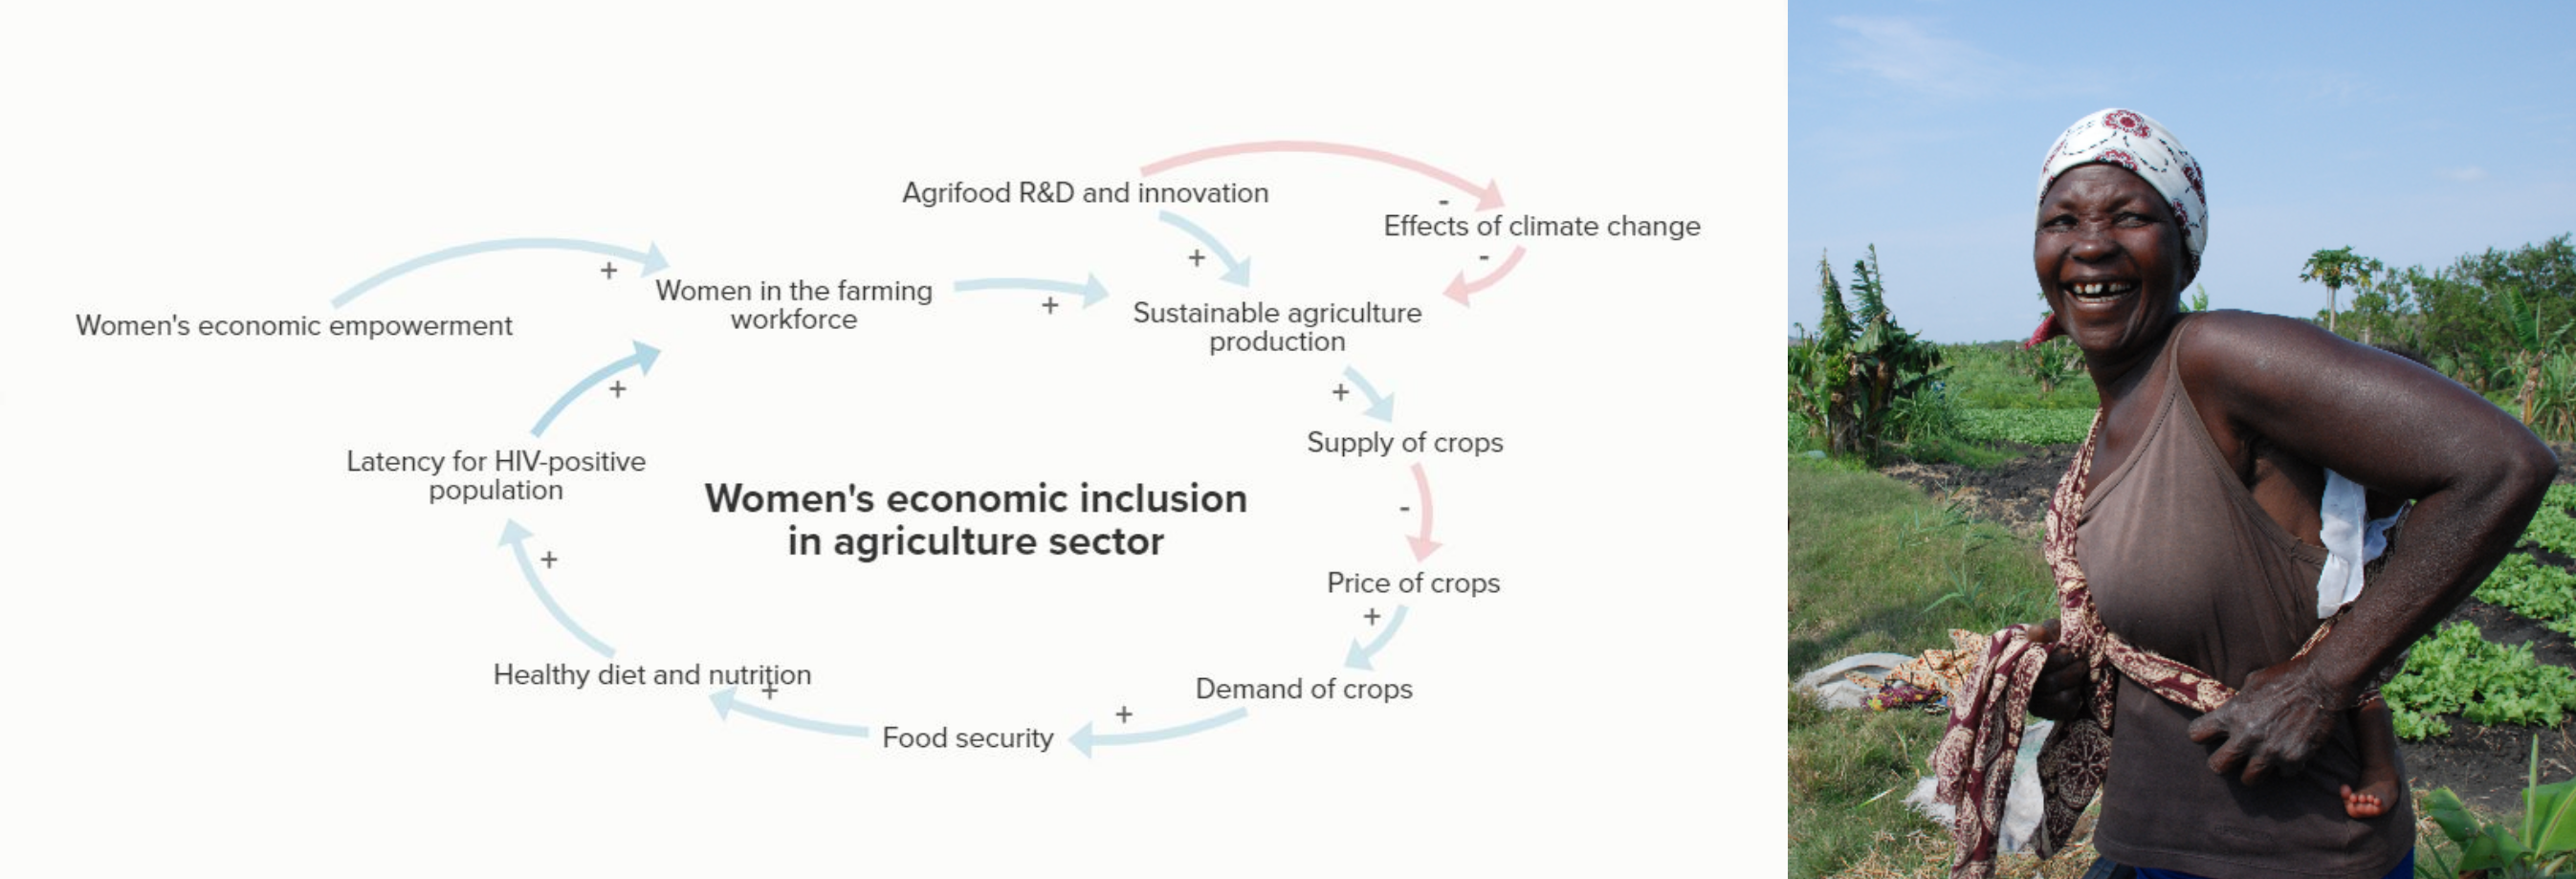 Agrifood R&D and innovation
-
Effects of climate change
+
-
+
Women in the farming
workforce
+
Sustainable agriculture
production
Women's economic empowerment
+
+
Latency for HIV-positive
population
Supply of crops
Women's economic inclusion
in agriculture sector
-
+
Price of crops
+
Healthy diet and nutrition
+
Demand of crops
+
Food security